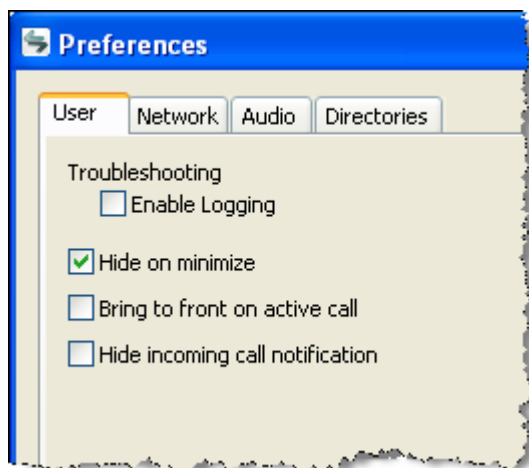 Preferences
User Network Audio Directories
Troubleshooting
Enable Logging
Hide on minimize
Bring to front on active call
Hide incoming call notification